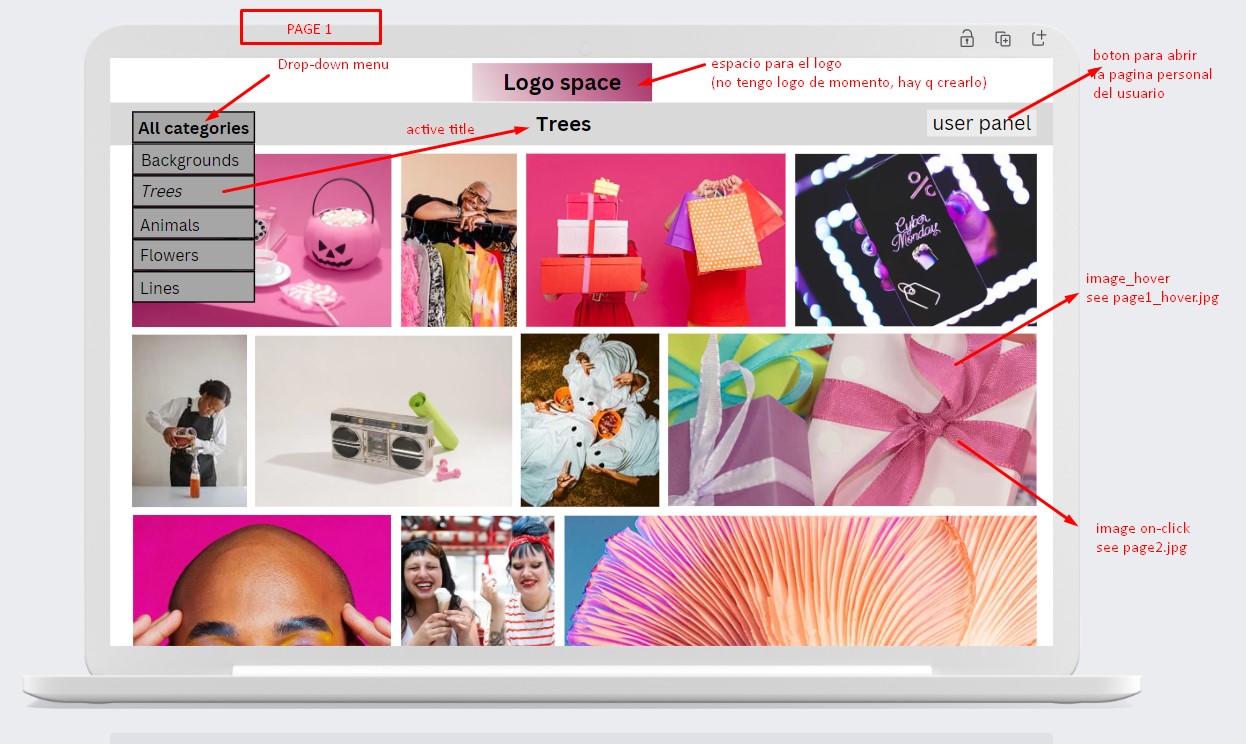 PAGE 1
Drop-down menu
Logo space
espacio para el logo
(no tengo logo de momento, hay q crearlo)
boton para abrir
la pagina personal
del usuario
All categories
active title
Trees
user panel
Backgrounds
Trees
Animals
Flowers
Lines
%
Cyber
Monday
image_hover
see page1_hover.jpg
image on-click
see page2.jpg